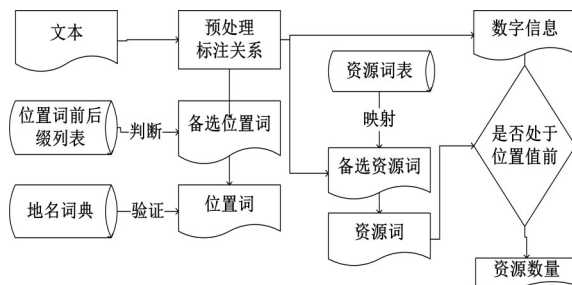 文本
预处理
标注关系
数字信息
资源词表
位置词前后
缀列表
判断
备选位置词
映射
是否处于
位置值前
备选资源词
地名词典
验证
位置词
资源词
资源数量